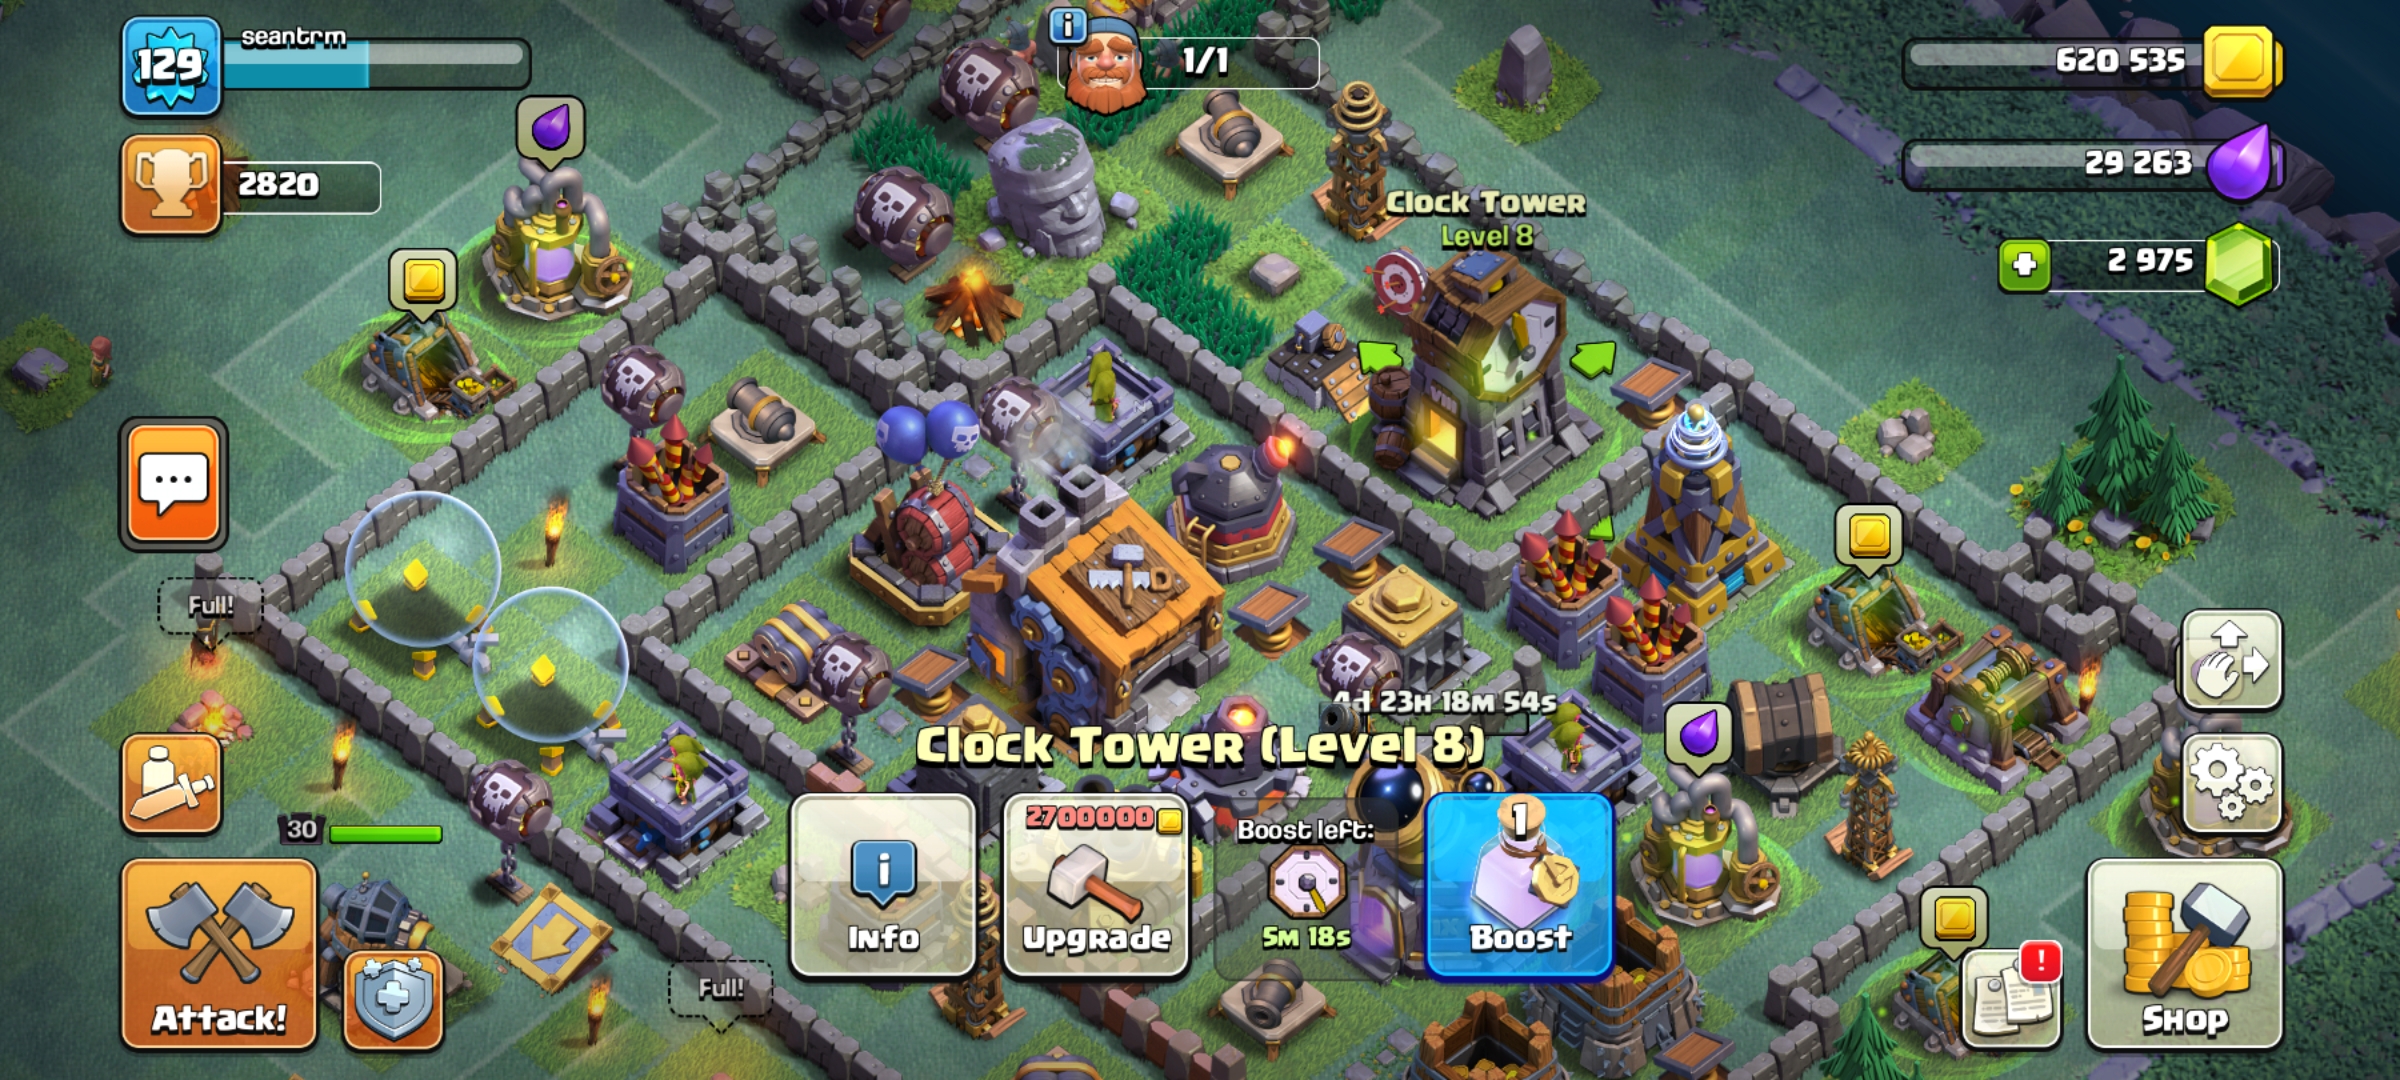 129
seantrm
1/1
620 535
2820
29 263
2 975
Clock Tower
Level 8
VIII
Full!
4d 23h 18m 54s
Clock Tower (Level 8)
30
2700000
Boost left:
1
Info
Upgrade
5m 18s
Boost
Full!
Attack!
!
Shop